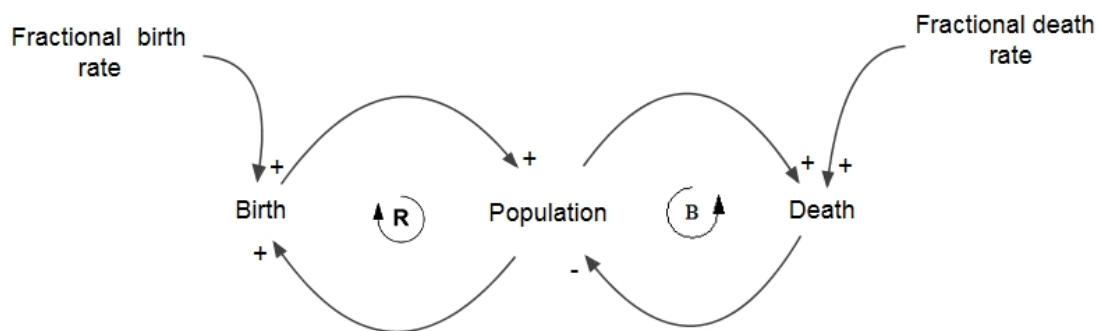 Fractional birth
rate
Fractional death
rate
+
+
+ +
Birth
R
Population
B
Death
+
-